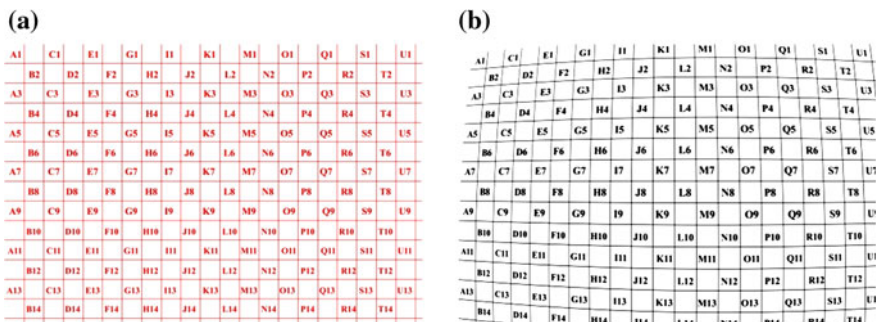 (a)
A1 C1 E1 G1 I1 K1 M1 O1 Q1 S1 U1
B2 D2 F2 H2 J2 L2 N2 P2 R2 T2
A3 C3 E3 G3 I3 K3 M3 O3 Q3 S3 U3
B4 D4 F4 H4 J4 L4 N4 P4 R4 T4
A5 C5 E5 G5 I5 K5 M5 O5 Q5 S5 U5
B6 D6 F6 H6 J6 L6 N6 P6 R6 T6
A7 C7 E7 G7 I7 K7 M7 O7 Q7 S7 U7
B8 D8 F8 H8 J8 L8 N8 P8 R8 T8
A9 C9 E9 G9 I9 K9 M9 O9 Q9 S9 U9
B10 D10 F10 H10 J10 L10 N10 P10 R10 T10
A11 C11 E11 G11 I11 K11 M11 O11 Q11 S11 U11
B12 D12 F12 H12 J12 L12 N12 P12 R12 T12
A13 C13 E13 G13 I13 K13 M13 O13 Q13 S13 U13
B14 D14 F14 H14 J14 L14 N14 P14 R14 T14
(b)
A1 C1 E1 G1 I1 K1 M1 O1 Q1 S1 U1
B2 D2 F2 H2 J2 L2 N2 P2 R2 T2
A3 C3 E3 G3 I3 K3 M3 O3 Q3 S3 U3
B4 D4 F4 H4 J4 L4 N4 P4 R4 T4
A5 C5 E5 G5 I5 K5 M5 O5 Q5 S5 U5
B6 D6 F6 H6 J6 L6 N6 P6 R6 T6
A7 C7 E7 G7 I7 K7 M7 O7 Q7 S7 U7
B8 D8 F8 H8 J8 L8 N8 P8 R8 T8
A9 C9 E9 G9 I9 K9 M9 O9 Q9 S9 U9
B10 D10 F10 H10 J10 L10 N10 P10 R10 T10
A11 C11 E11 G11 I11 K11 M11 O11 Q11 S11
B12 D12 F12 H12 J12 L12 N12 P12 R12 T12
A13 C13 E13 G13 I13 K13 M13 O13 Q13 S13
B14 D14 F14 H14 J14 L14 N14 P14 R14 T14